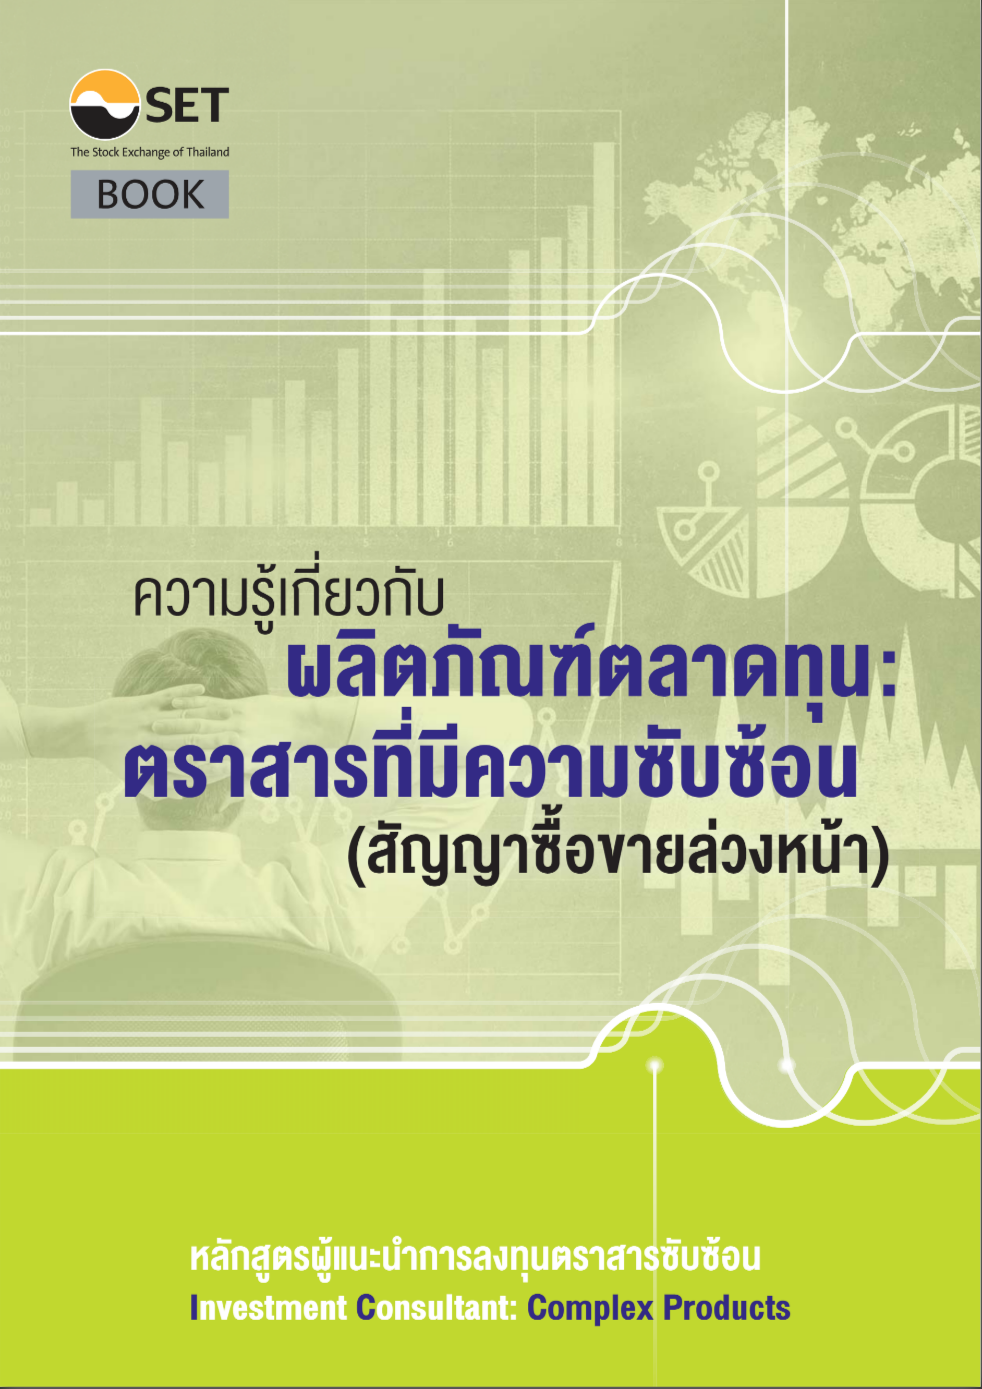 SET
The Stock Exchange of Thailand
BOOK
ความรู้เกี่ยวกับ
ผลิตภัณฑ์ตลาดทุน:
ตราสารที่มีความซับซ้อน
(สัญญาซื้อขายล่วงหน้า)
หลักสูตรผู้แนะนำการลงทุนตราสารซับซ้อน
Investment Consultant: Complex Products